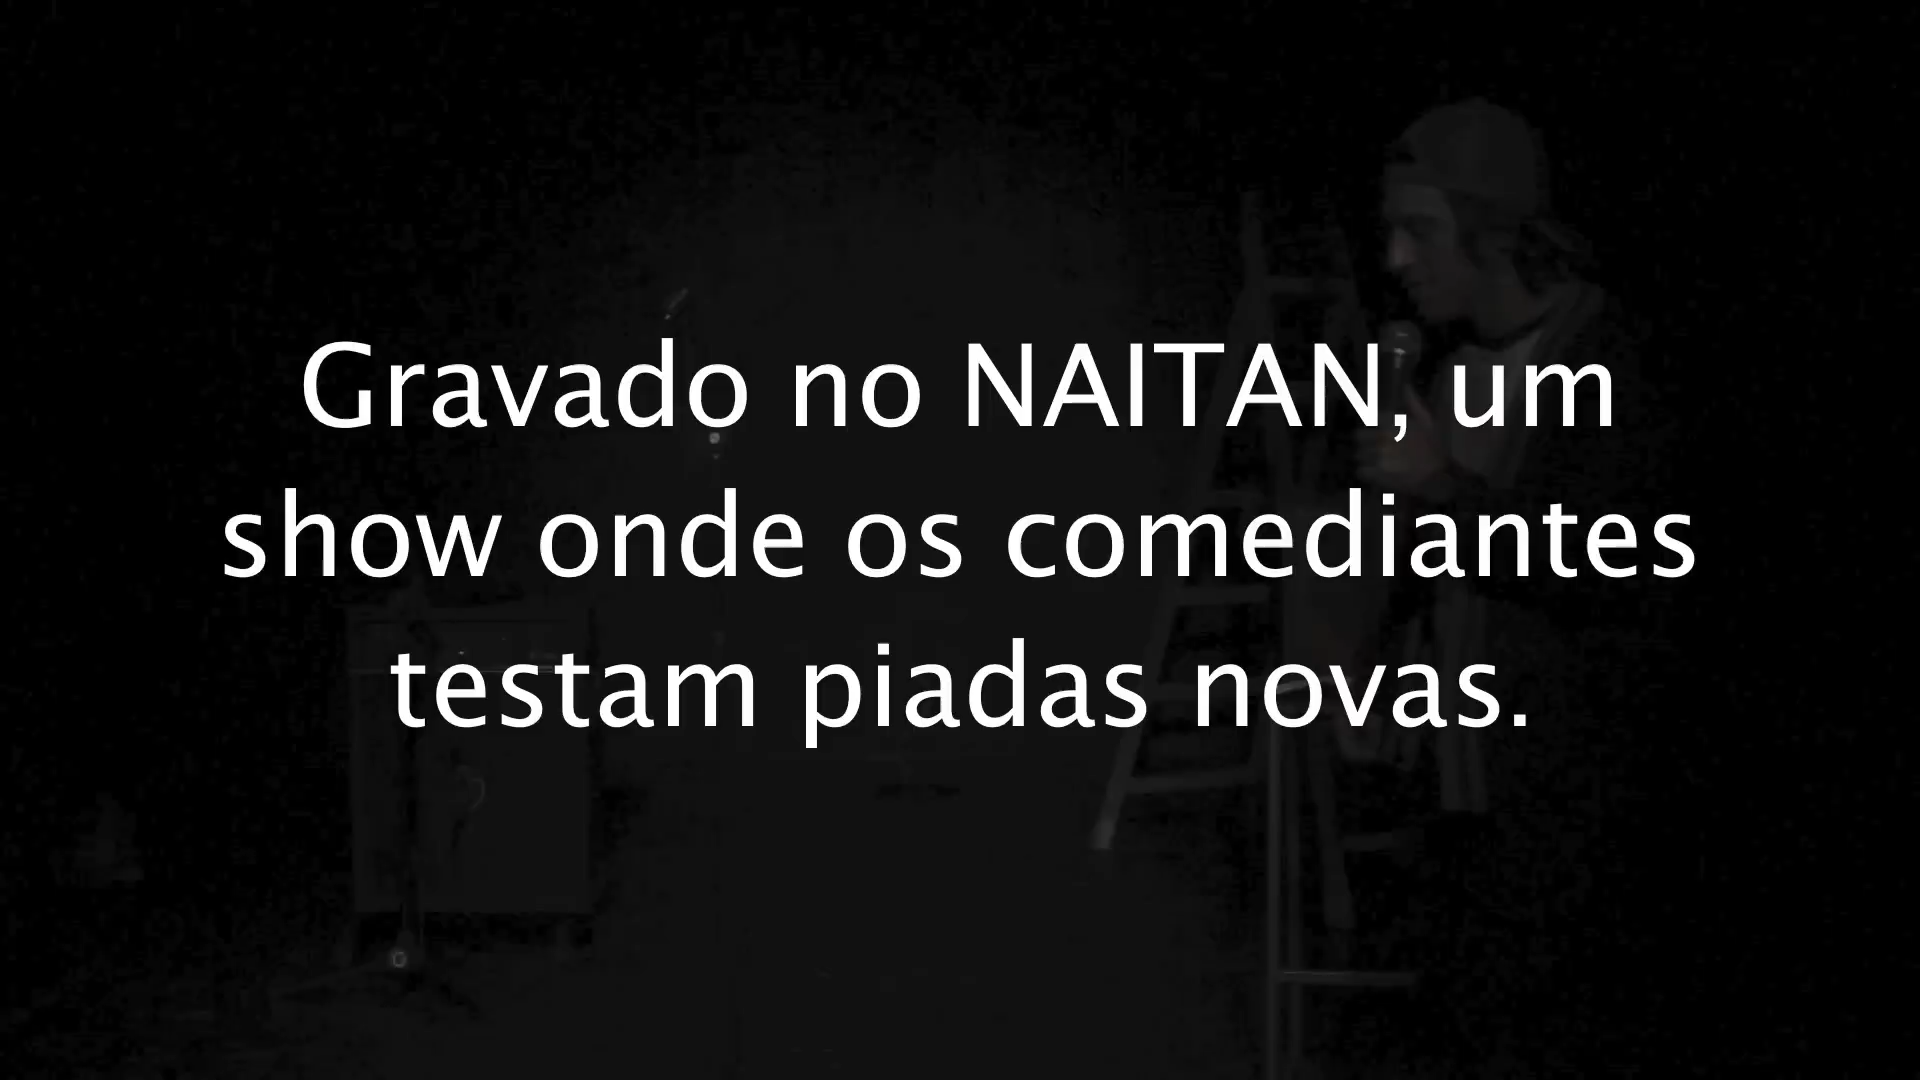 Gravado no NAITAN, um
show onde os comediantes
testam piadas novas.